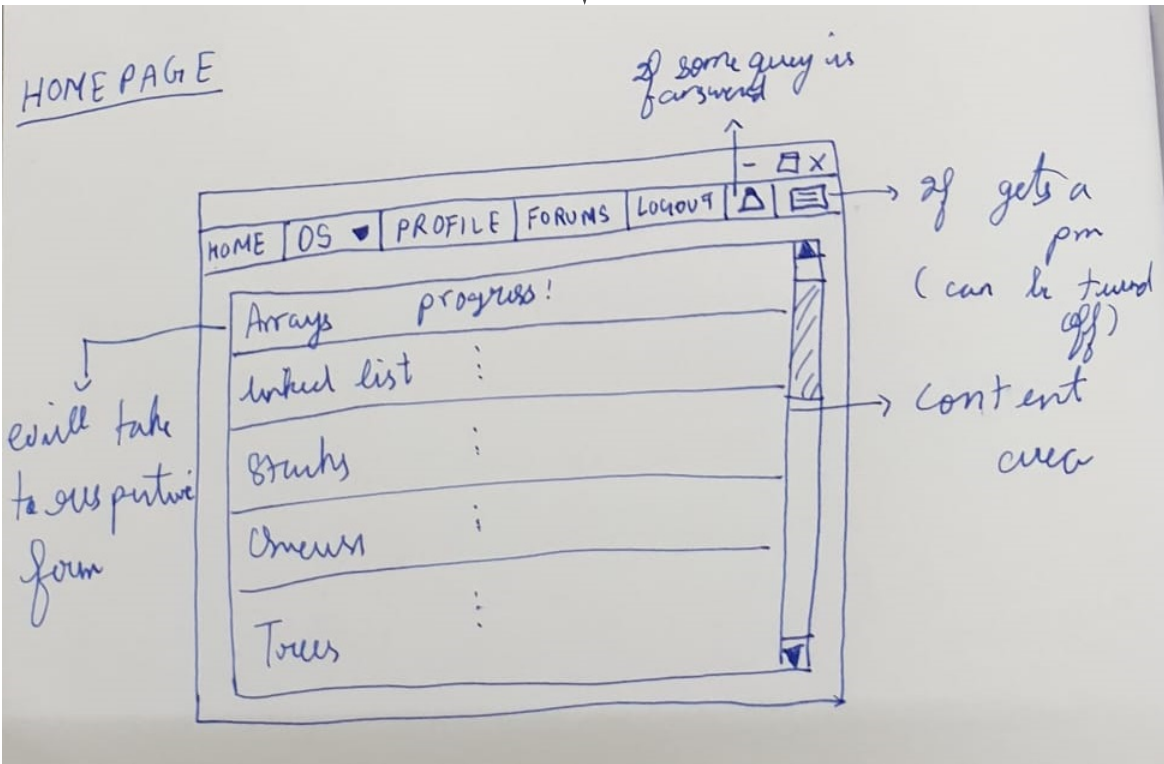 HOMEPAGE
If some query is
answered
HOME OS PROFILE FORUMS LOGOUT
If gets a
pm
(can be turned
off)
Arrays progress!
linked list
Stacks
Queues
Trees
will take
to respective
form
content
area